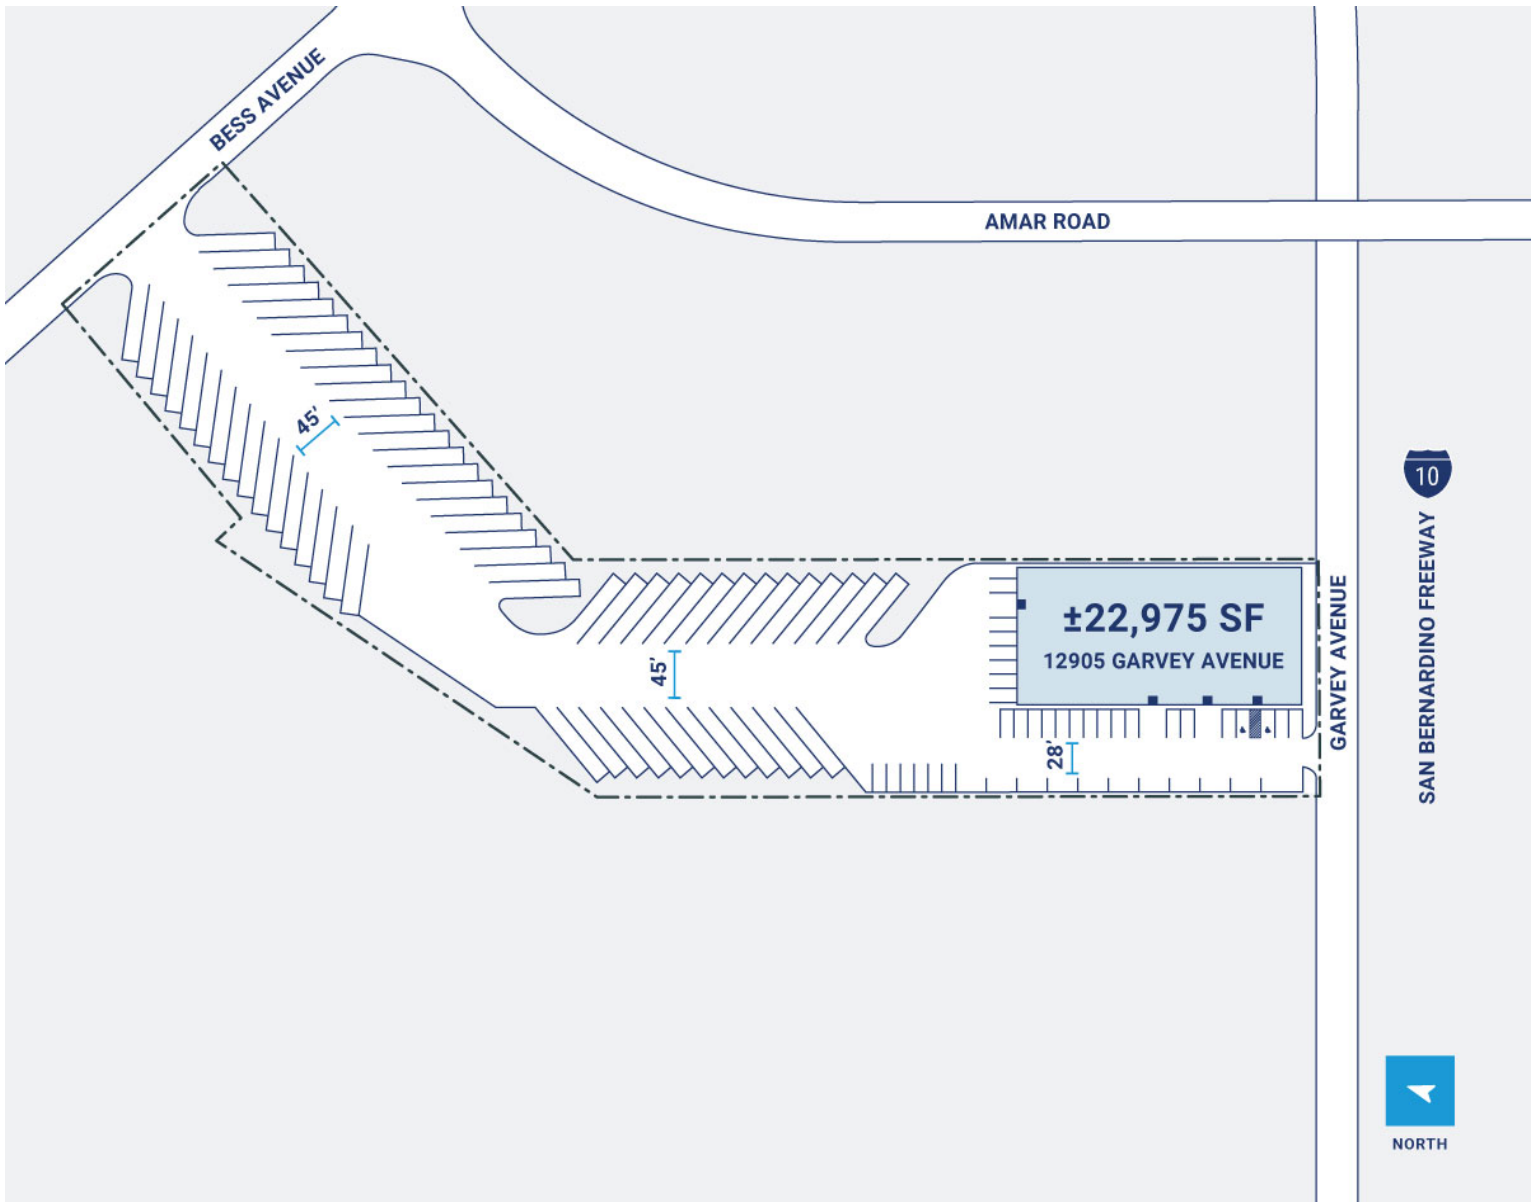 BESS AVENUE
AMAR ROAD
45’
45’
±22,975 SF
12905 GARVEY AVENUE
28’
GARVEY AVENUE
10
SAN BERNARDINO FREEWAY
NORTH